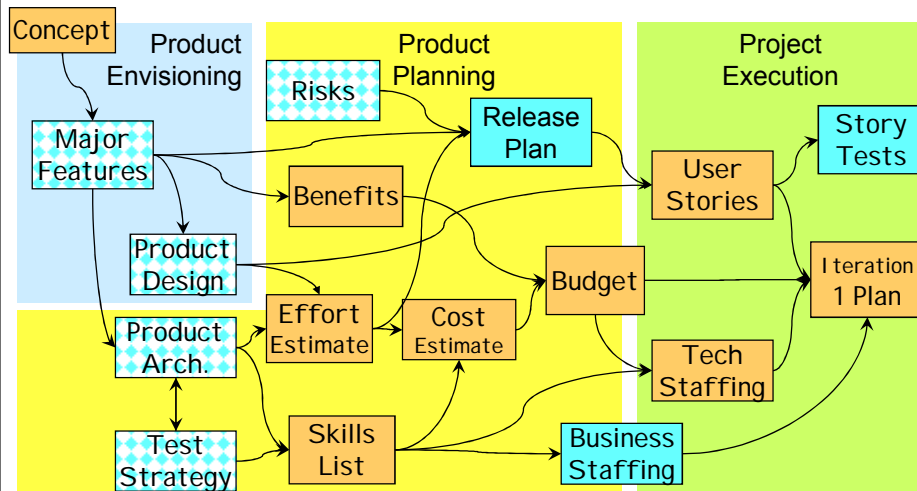 Concept
Product
Envisioning
Product
Planning
Project
Execution
Risks
Major
Features
Release
Plan
Story
Tests
User
Stories
Benefits
Product
Design
Budget
Iteration
1 Plan
Effort
Estimate
Cost
Estimate
Product
Arch.
Tech
Staffing
Test
Strategy
Skills
List
Business
Staffing